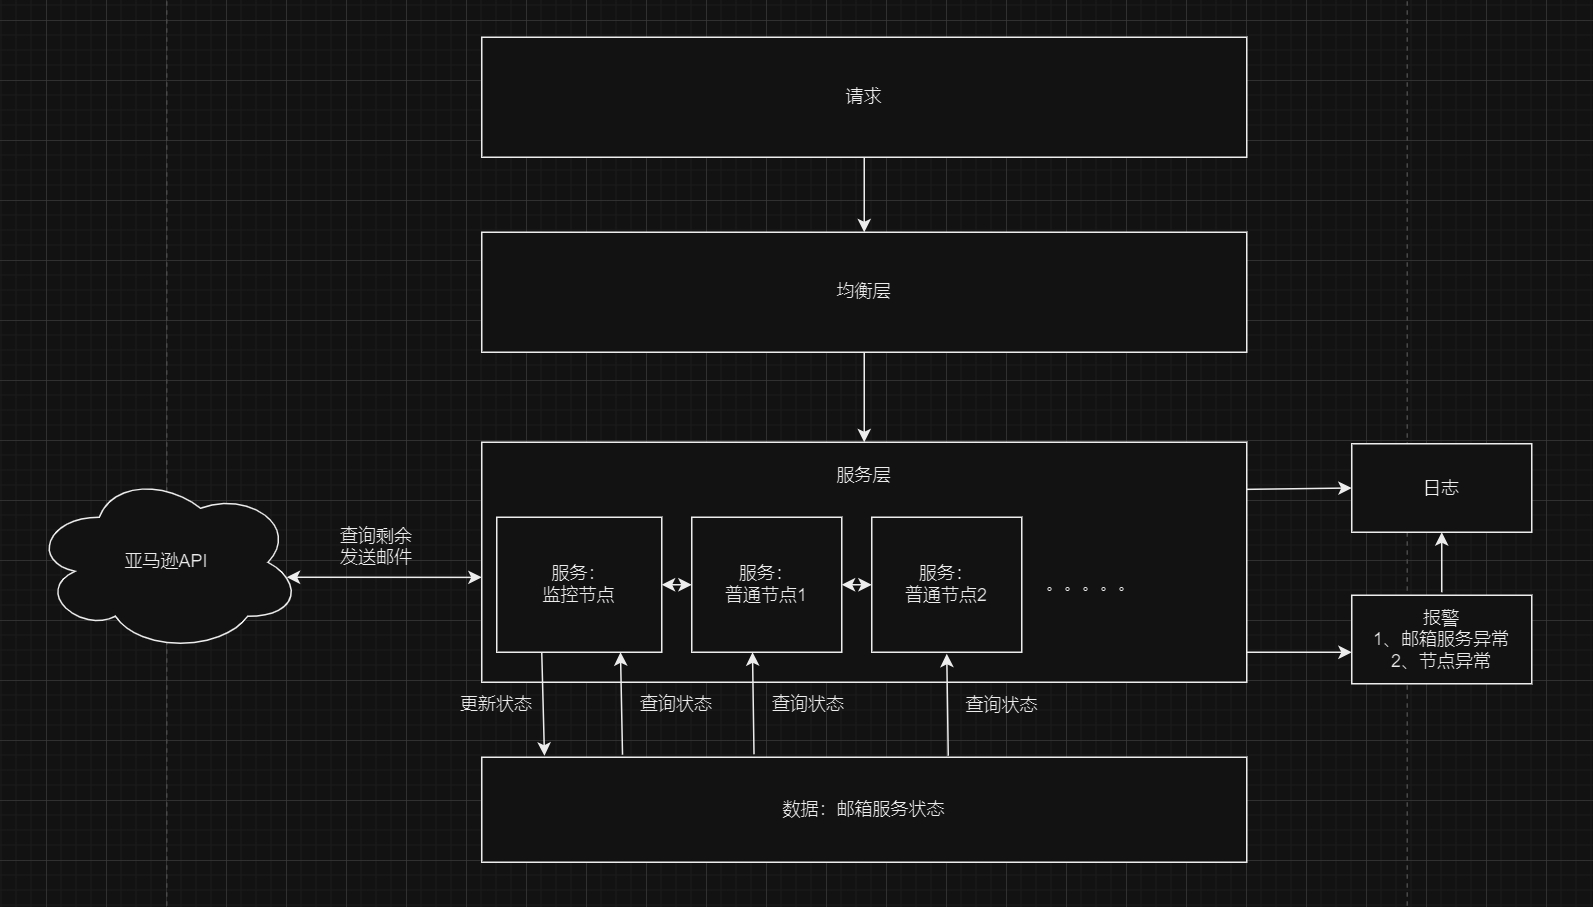 请求
均衡层
服务层
日志
查询剩余
发送邮件
亚马逊API
服务：
监控节点
服务：
普通节点1
服务：
普通节点2
。。。。。
报警
1、邮箱服务异常
2、节点异常
更新状态
查询状态
查询状态
查询状态
数据：邮箱服务状态